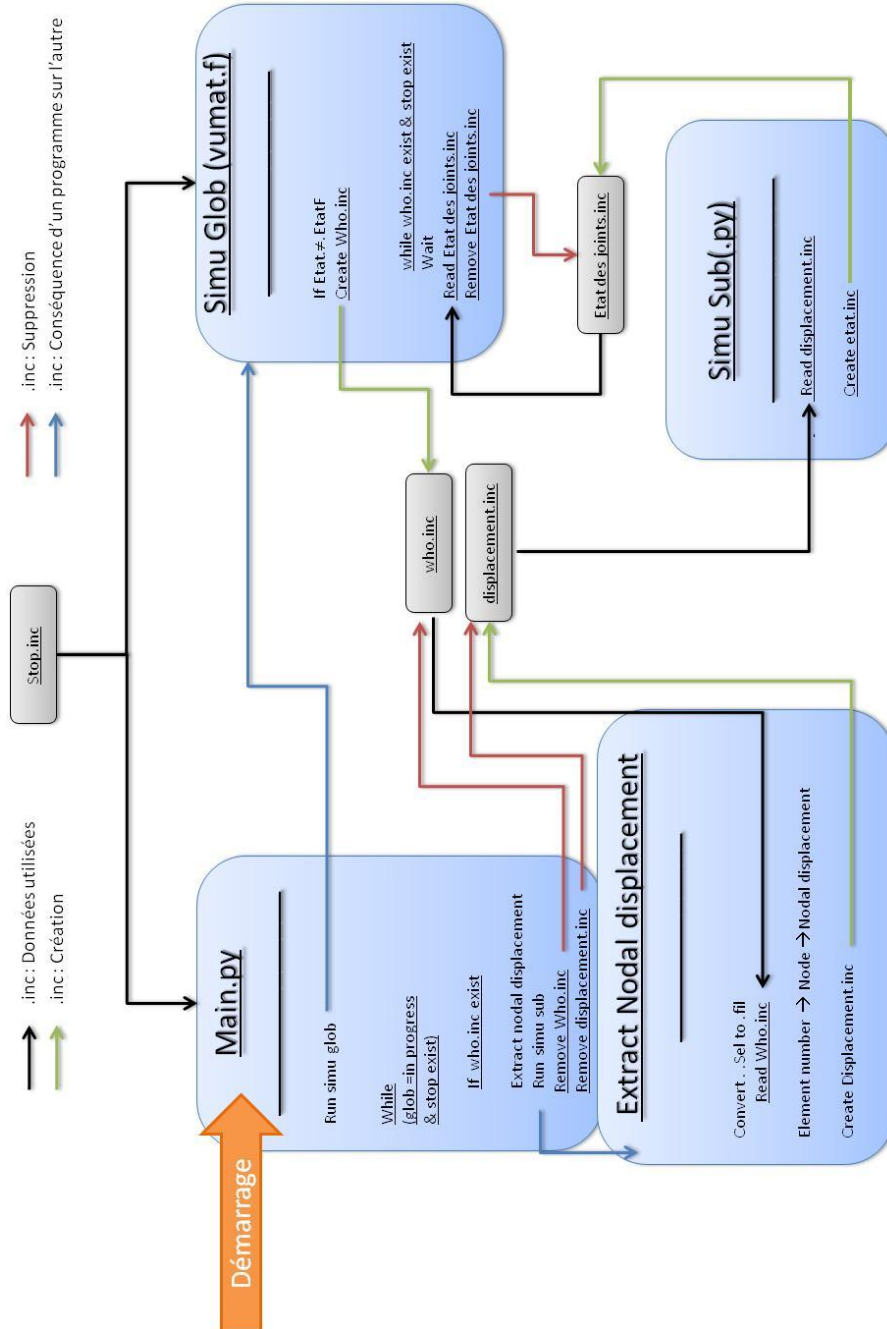 .inc : Données utilisées
.inc : Création
.inc : Suppression
.inc : Conséquence d'un programme sur l'autre
Stop.inc
Démarrage
Main.py
Run simu glob
While
(glob =in progress
& stop exist)
If who.inc exist
Extract nodal displacement
Run simu sub
Remove Who.inc
Remove displacement.inc
Simu Glob (vumat.f)
If Etat.≠. EtatF
Create Who.inc
while who.inc exist & stop exist
Wait
Read Etat des joints.inc
Remove Etat des joints.inc
who.inc
displacement.inc
Etat des joints.inc
Extract Nodal displacement
Convert . .Sel to .fil
Read Who.inc
Element number → Node → Nodal displacement
Create Displacement.inc
Simu Sub(.py)
Read displacement.inc
Create etat.inc